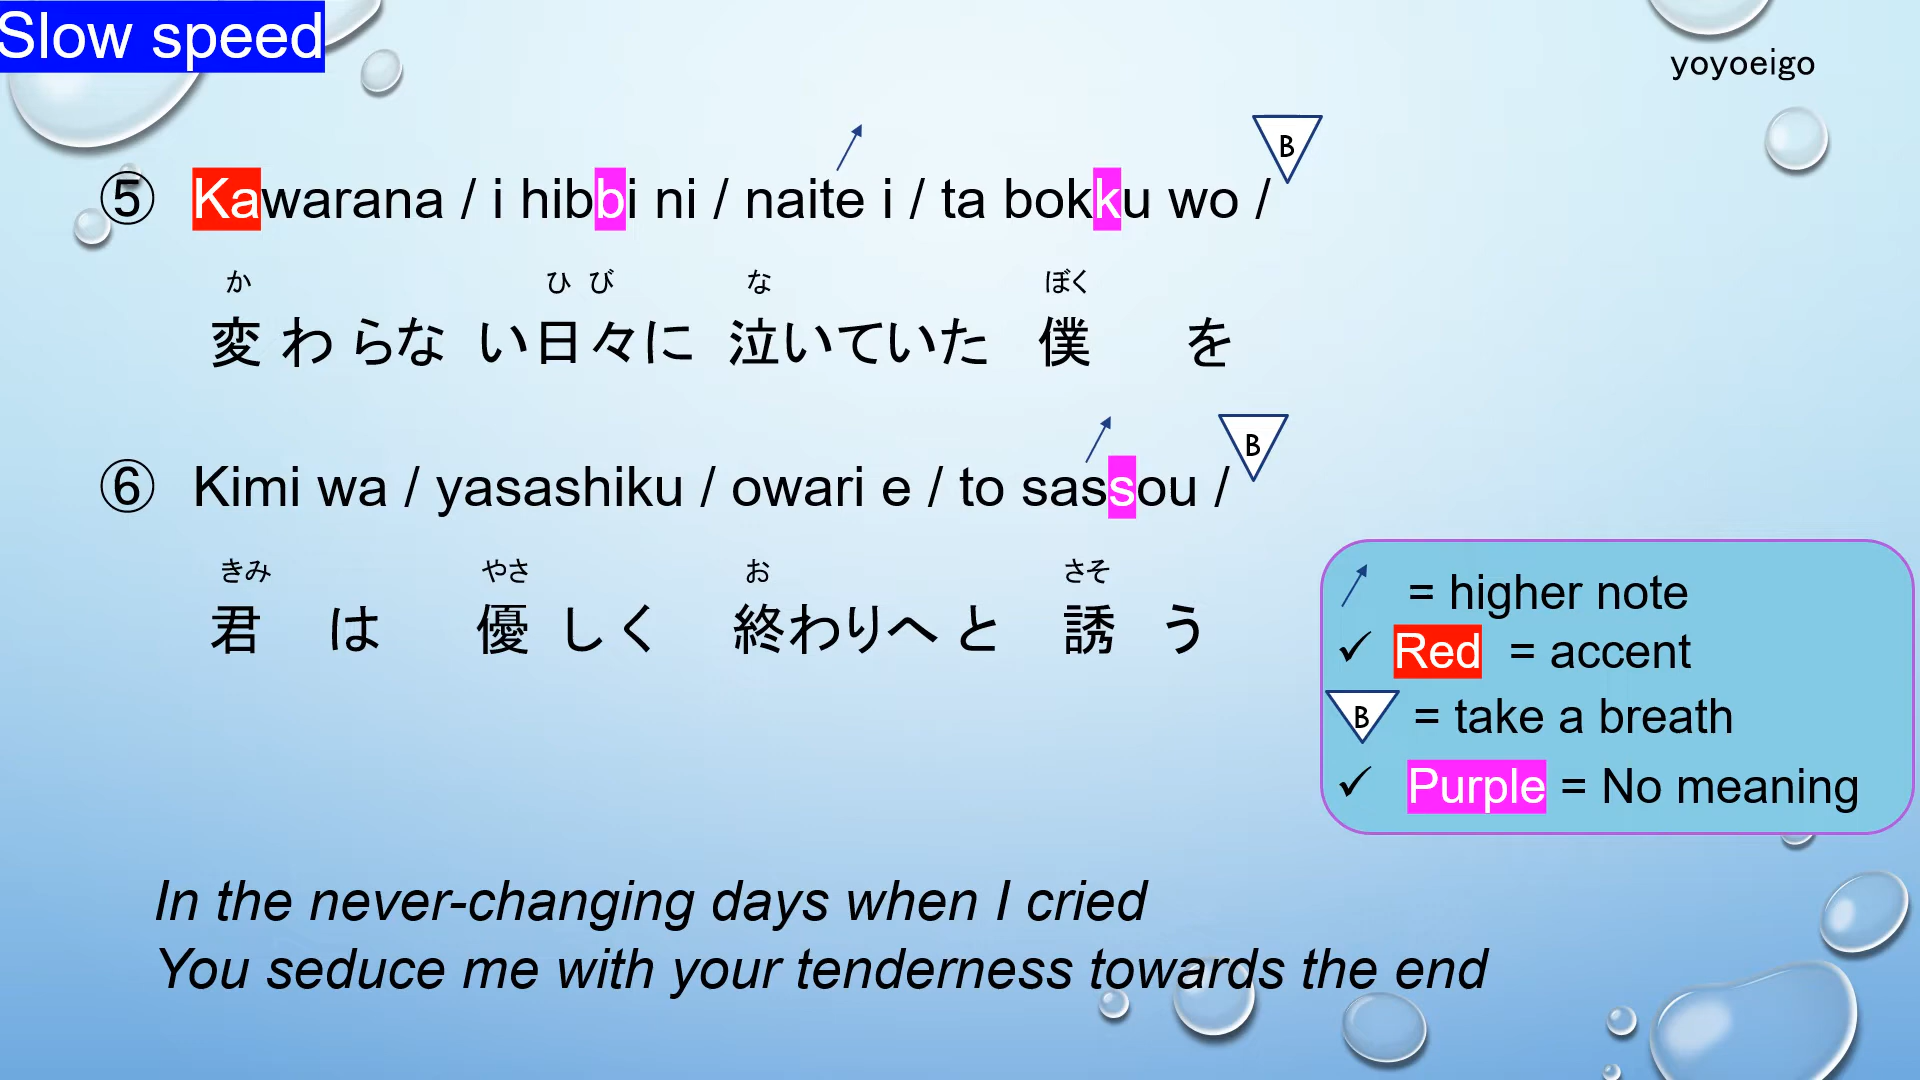 Slow speed
yoyoeigo
B
⑤ Kawarana / i hibbi ni / naite i / ta bokku wo /
か ひ び な ぼく
変 わ らな い日々に 泣いていた 僕 を
B
⑥ Kimi wa / yasashiku / owari e / to sassou /
きみ やさ お さそ
君 は 優 しく 終わりへ と 誘 う
= higher note
✓ Red = accent
B = take a breath
✓ Purple = No meaning
In the never-changing days when I cried
You seduce me with your tenderness towards the end